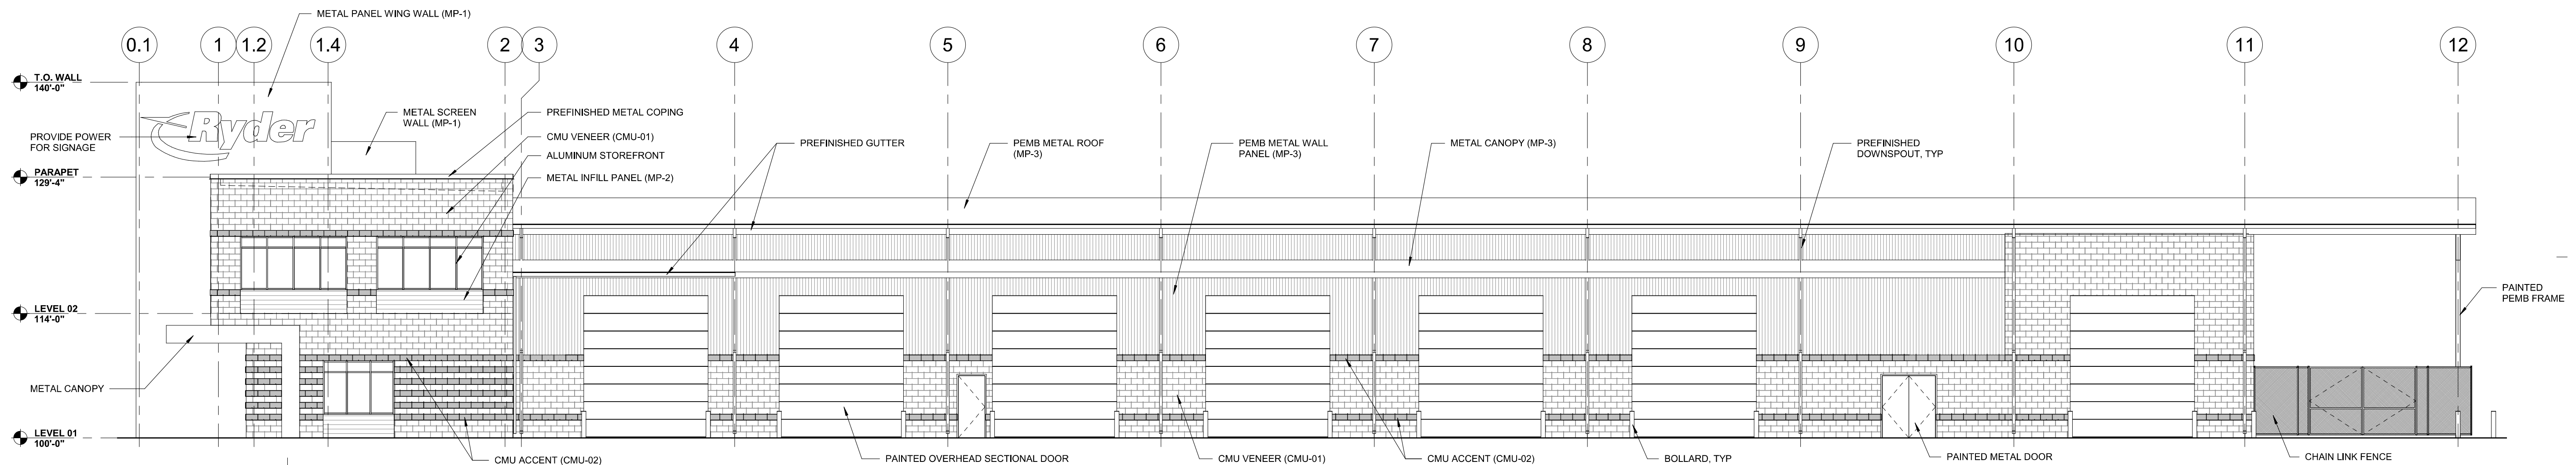 METAL PANEL WING WALL (MP-1)
0.1
1
1.2
1.4
2
3
4
5
6
7
8
9
10
11
12
T.O. WALL
140'-0"
Ryder
PROVIDE POWER
FOR SIGNAGE
METAL SCREEN
WALL (MP-1)
PREFINISHED METAL COPING
CMU VENEER (CMU-01)
ALUMINUM STOREFRONT
METAL INFILL PANEL (MP-2)
PREFINISHED GUTTER
PEMB METAL ROOF
(MP-3)
PEMB METAL WALL
PANEL (MP-3)
METAL CANOPY (MP-3)
PREFINISHED
DOWNSPOUT, TYP
PARAPET
129'-4"
LEVEL 02
114'-0"
PAINTED
PEMB FRAME
METAL CANOPY
LEVEL 01
100'-0"
CMU ACCENT (CMU-02)
PAINTED OVERHEAD SECTIONAL DOOR
CMU VENEER (CMU-01)
CMU ACCENT (CMU-02)
BOLLARD, TYP
PAINTED METAL DOOR
CHAIN LINK FENCE